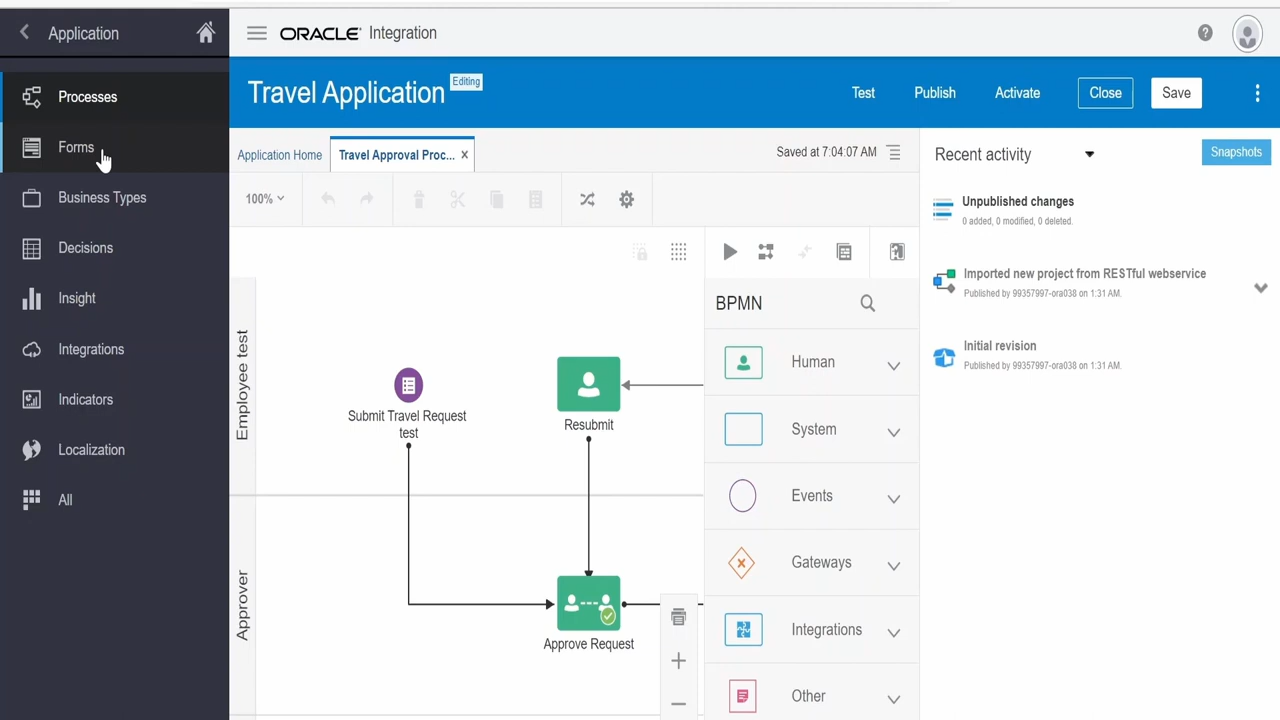 Application
Processes
Forms
Business Types
Decisions
Insight
Integrations
Indicators
Localization
All
ORACLE® Integration
Travel Application Editing
Test
Publish
Activate
Close
Save
Application Home
Travel Approval Proc... ×
Saved at 7:04:07 AM
100%
Employee test
Approver
Submit Travel Request
test
Resubmit
Approve Request
BPMN
Human
System
Events
Gateways
Integrations
Other
Recent activity
Snapshots
Unpublished changes
0 added, 0 modified, 0 deleted.
Imported new project from RESTful webservice
Published by 99357997-ora038 on 1:31 AM.
Initial revision
Published by 99357997-ora038 on 1:31 AM.